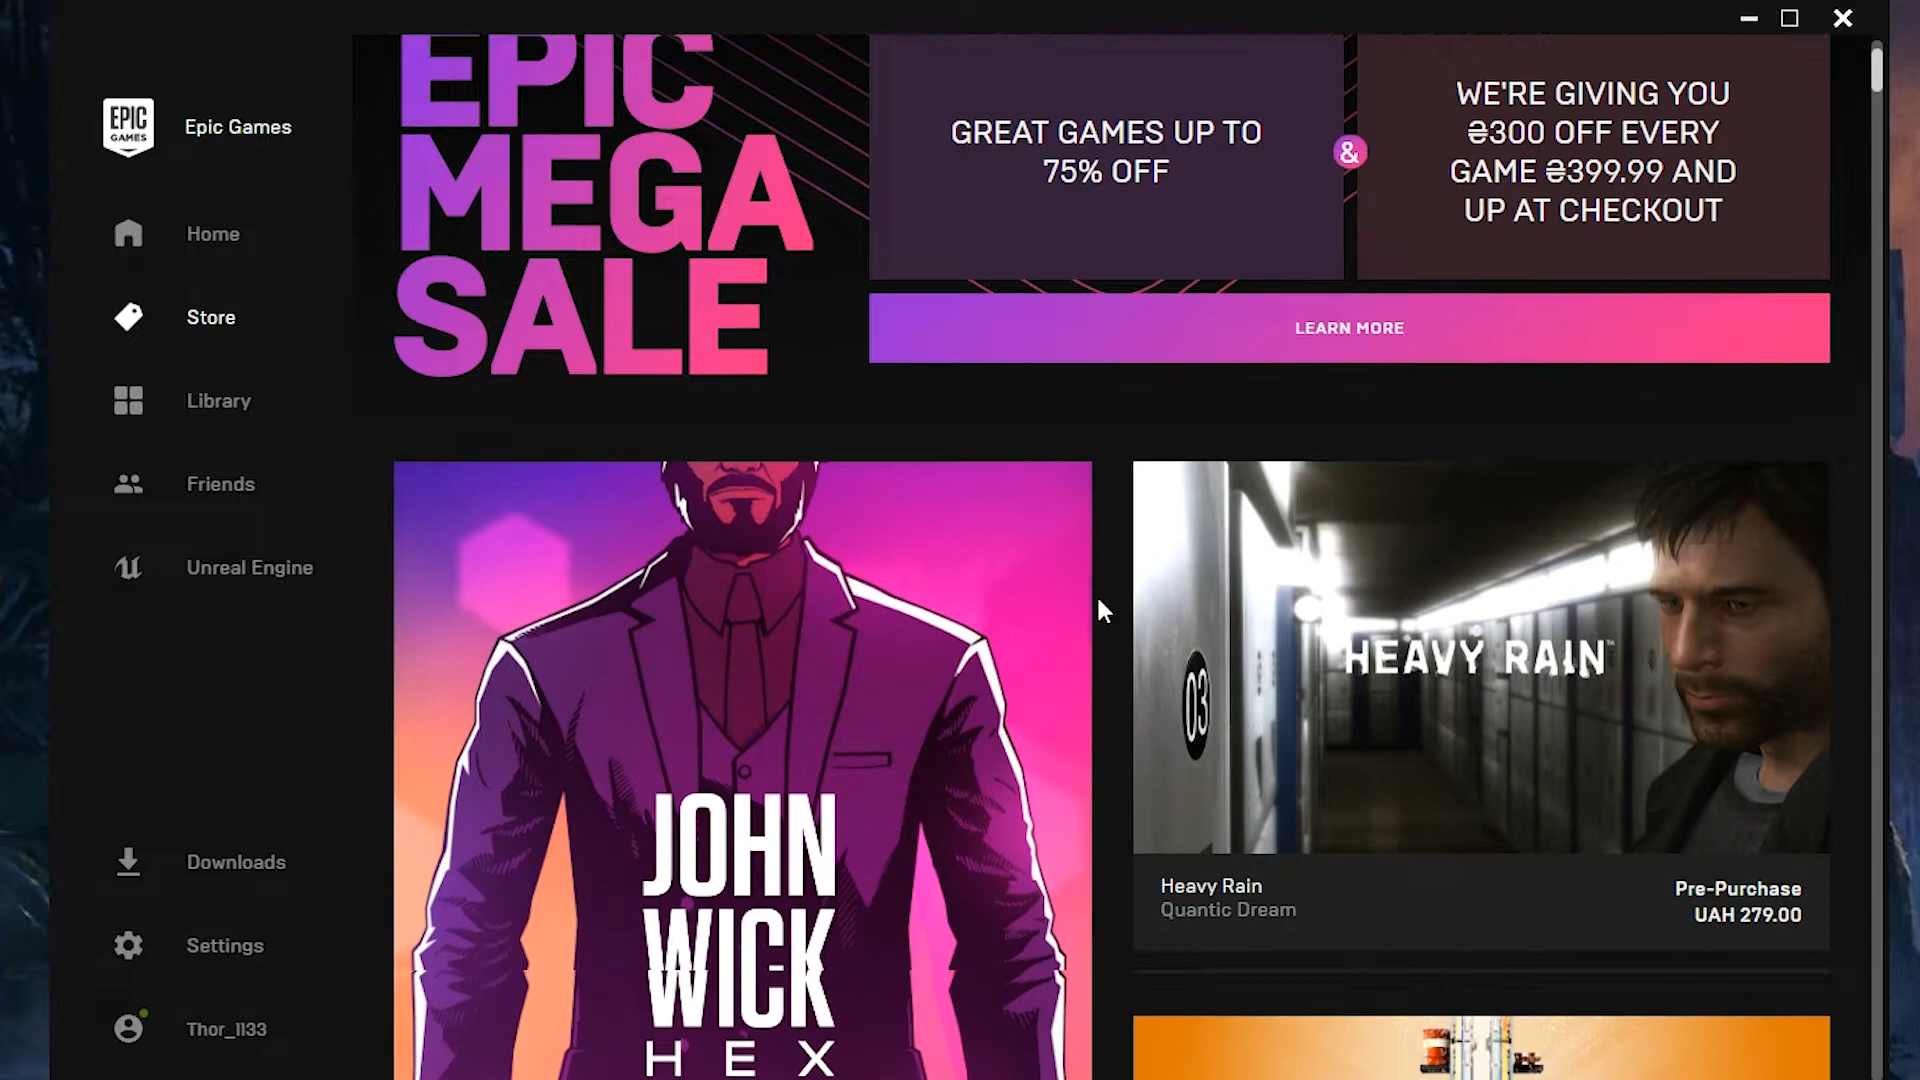 EPIC
GAMES
Epic Games
Home
Store
Library
Friends
Unreal Engine
Downloads
Settings
Thor_ll33
EPIC
MEGA
SALE
GREAT GAMES UP TO
75% OFF
&
WE'RE GIVING YOU
₴300 OFF EVERY
GAME ₴399.99 AND
UP AT CHECKOUT
LEARN MORE
JOHN
WICK
HEX
03
HEAVY RAIN™
Heavy Rain
Quantic Dream
Pre-Purchase
UAH 279.00